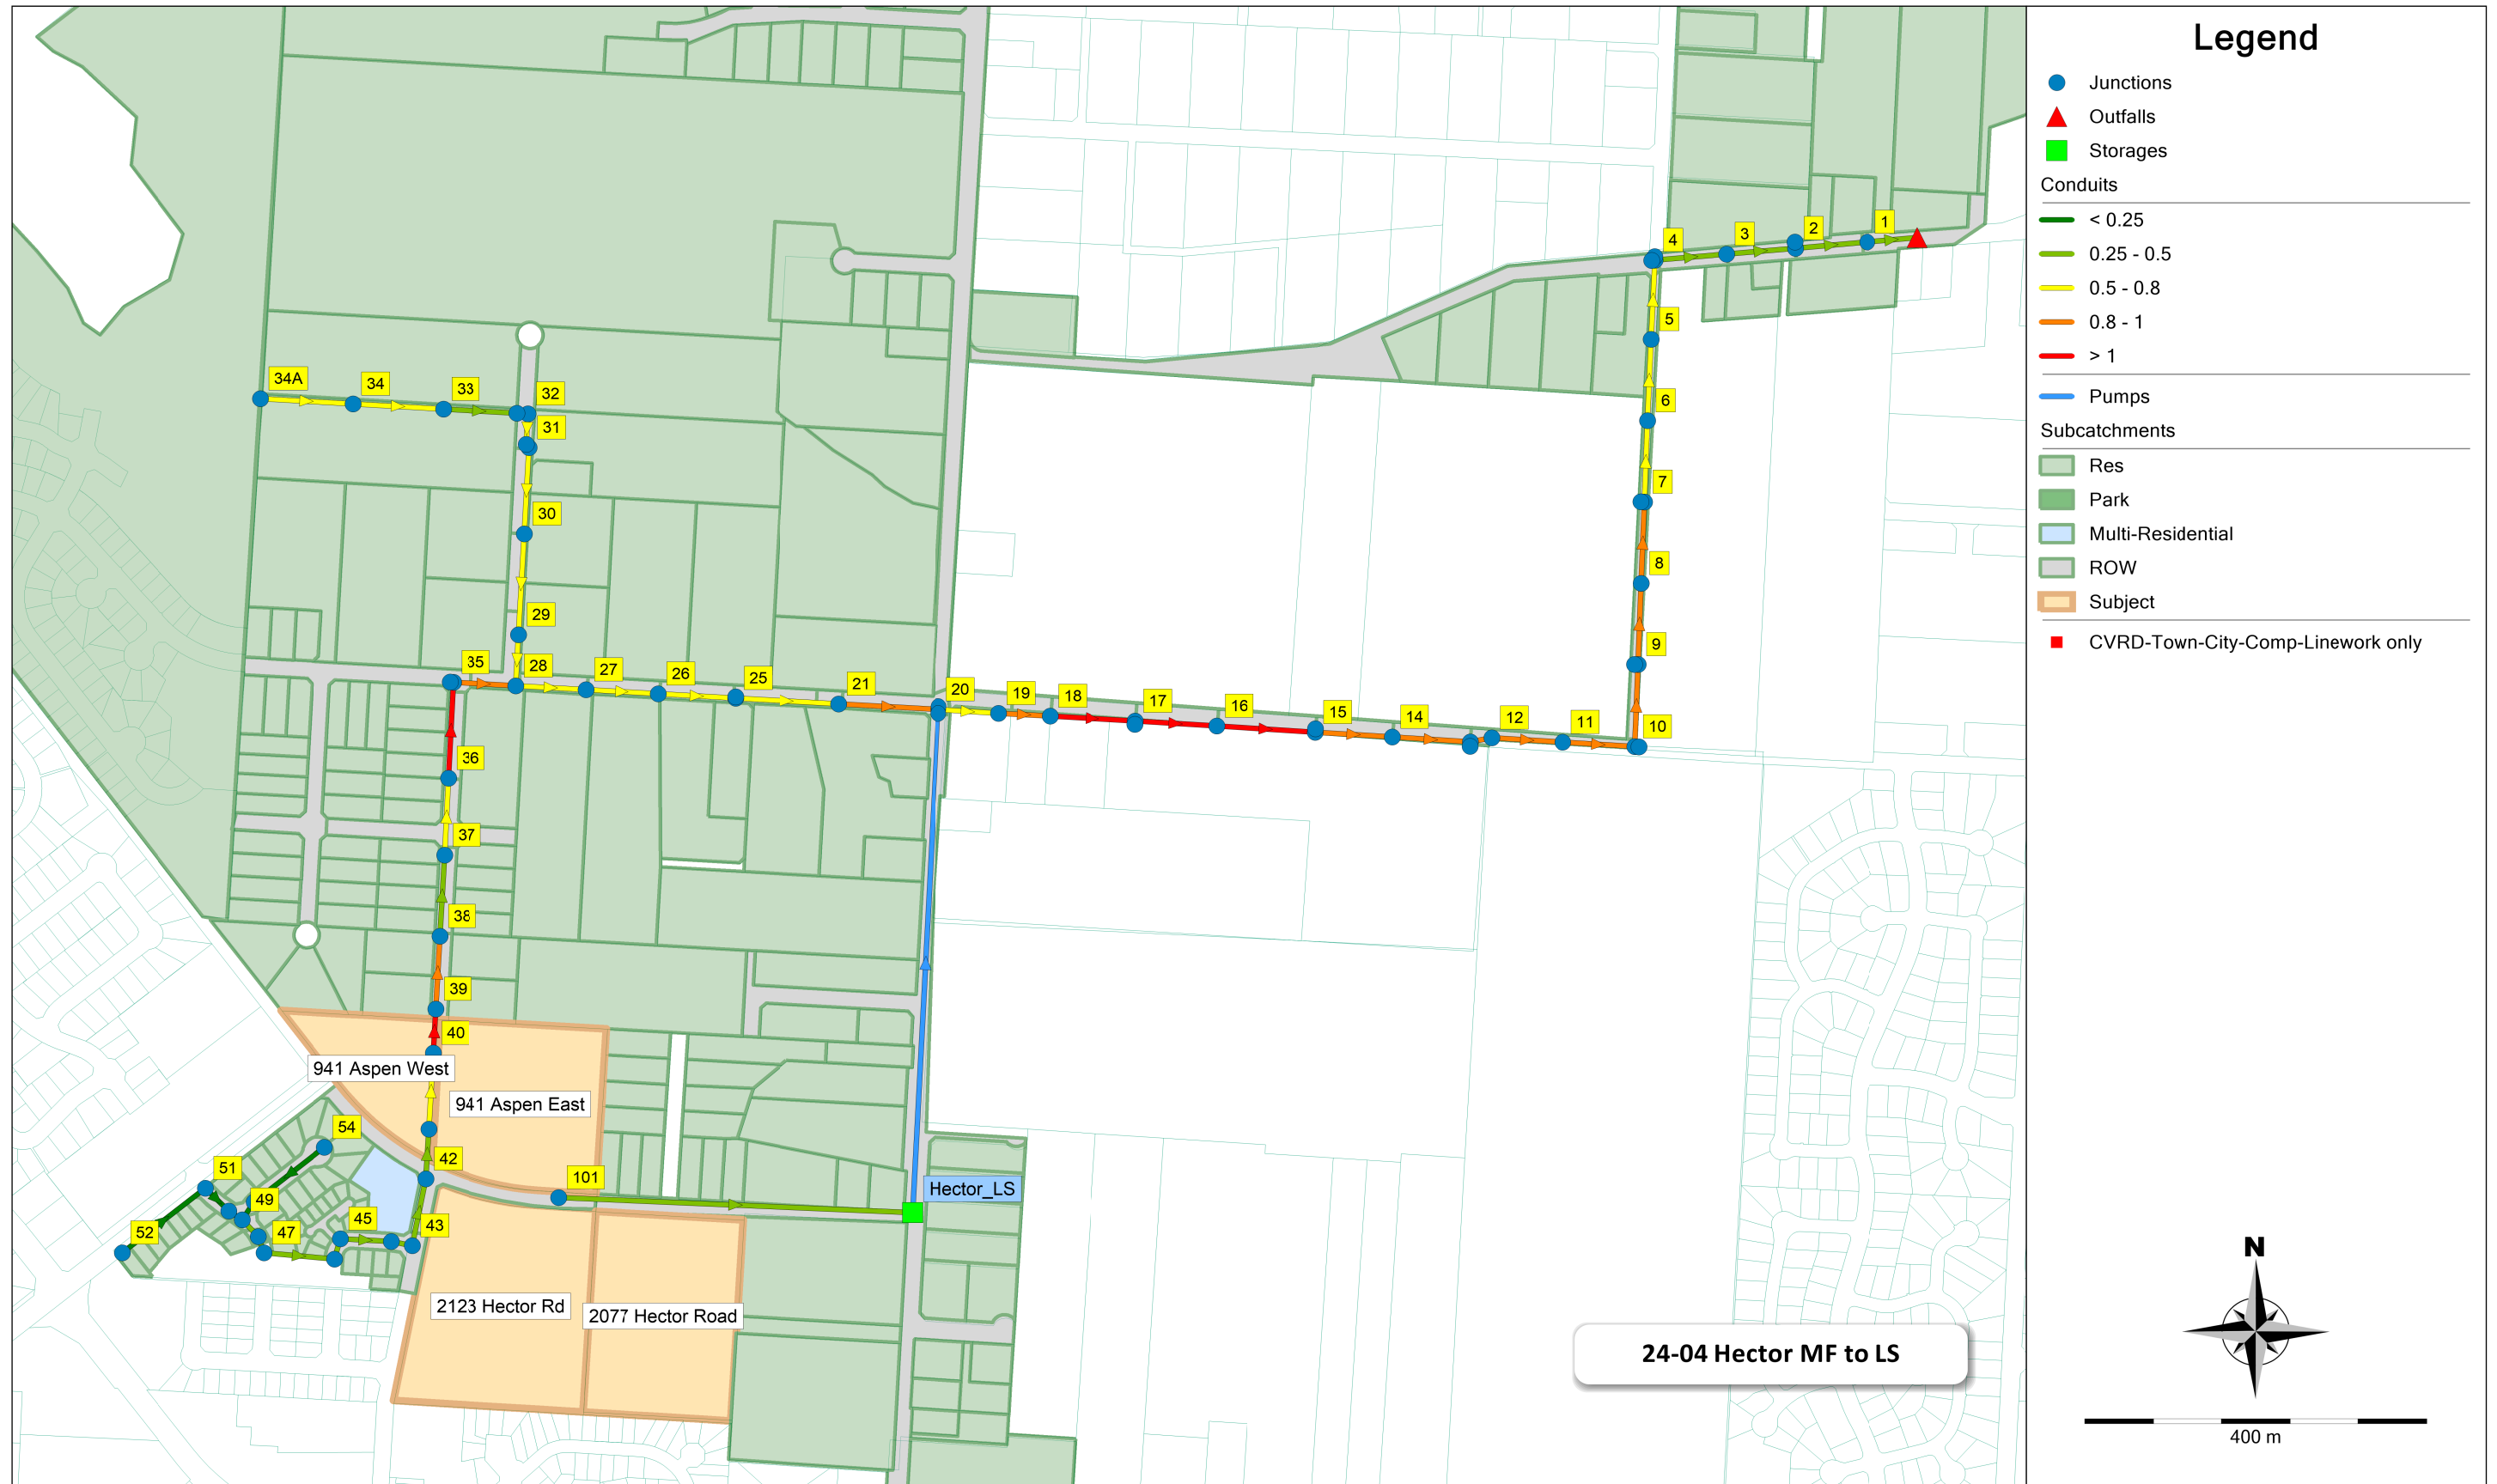 Legend
Junctions
Outfalls
Storages
Conduits
< 0.25
0.25 - 0.5
0.5 - 0.8
0.8 - 1
> 1
Pumps
Subcatchments
Res
Park
Multi-Residential
ROW
Subject
CVRD-Town-City-Comp-Linework only
1
2
3
4
5
6
7
8
9
10
11
12
14
15
16
17
18
19
20
21
25
26
27
28
29
30
31
32
33
34
34A
35
36
37
38
39
40
941 Aspen West
941 Aspen East
54
42
51
101
49
Hector_LS
45
43
47
52
2123 Hector Rd
2077 Hector Road
24-04 Hector MF to LS
N
400 m